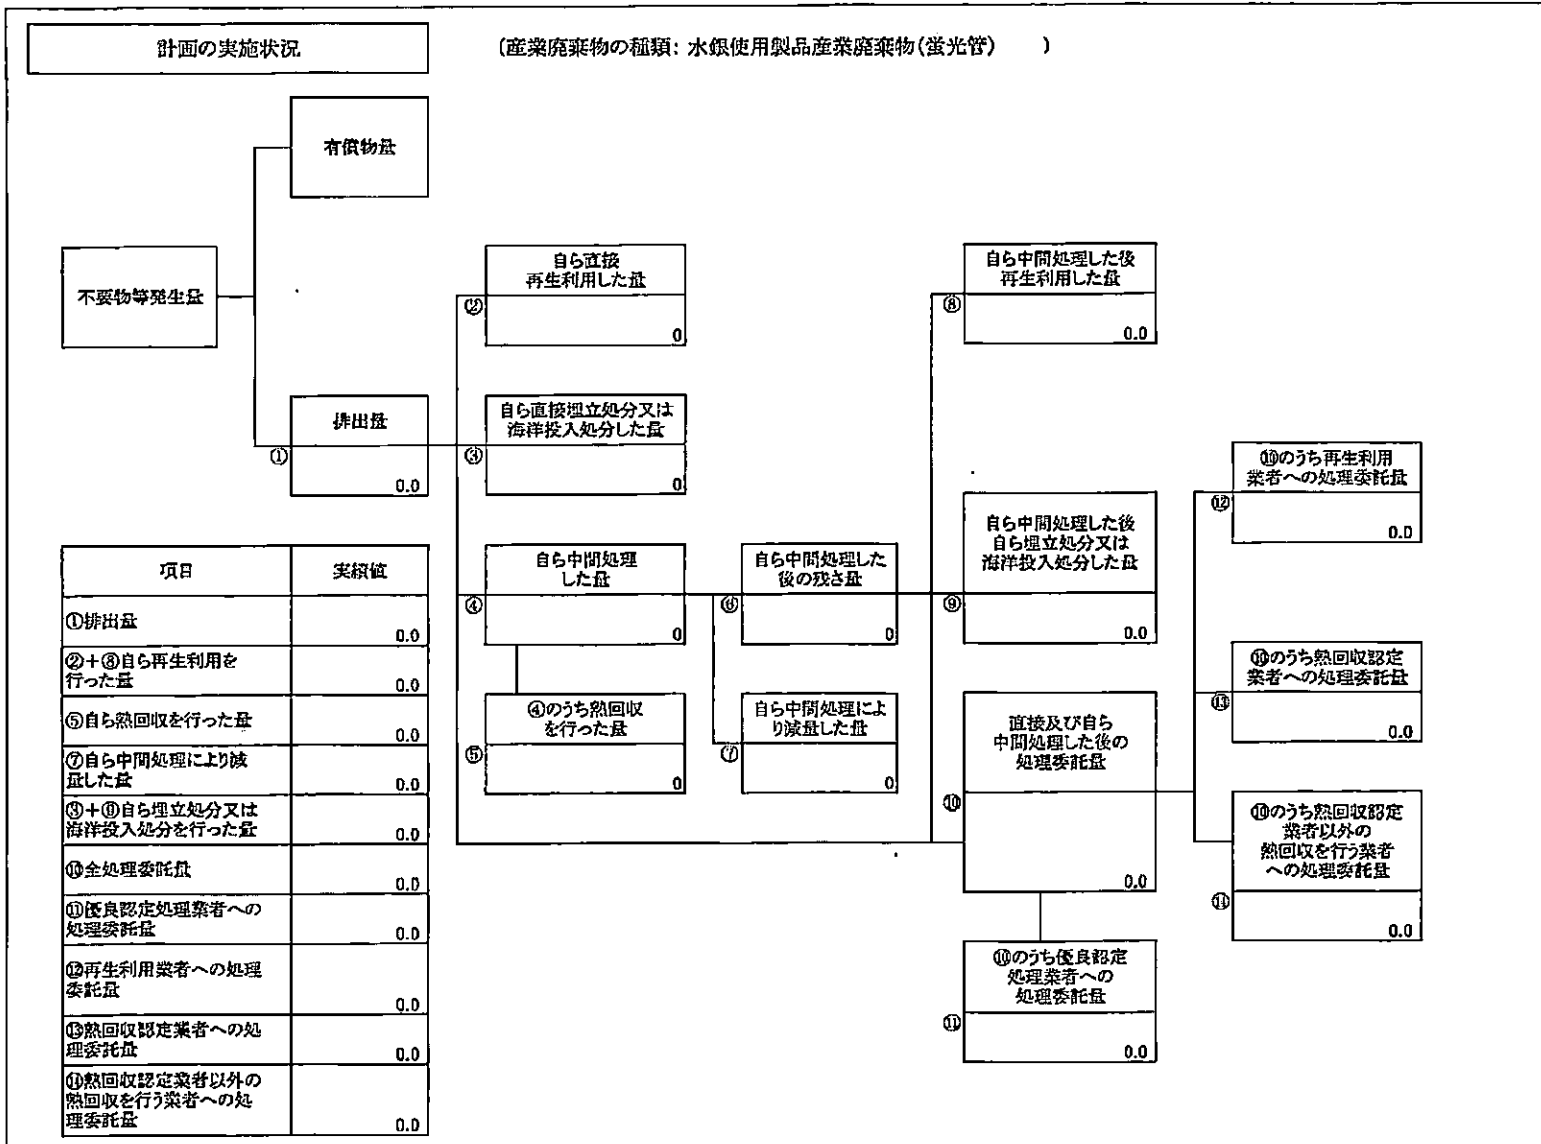 計画の実施状況
(産業廃棄物の種類: 水銀使用製品産業廃棄物(蛍光管) )
有償物量
不要物等発生量
排出量
①
0.0
自ら直接
再生利用した量
②
0
自ら直接埋立処分又は
海洋投入処分した量
③
0
自ら中間処理
した量
④
0
④のうち熱回収
を行った量
⑤
0
自ら中間処理した
後の残さ量
⑥
0
自ら中間処理によ
り減量した量
⑦
0
自ら中間処理した後
再生利用した量
⑧
0.0
自ら中間処理した後
自ら埋立処分又は
海洋投入処分した量
⑨
0.0
直接及び自ら
中間処理した後の
処理委託量
⑩
0.0
⑩のうち優良認定
処理業者への
処理委託量
⑪
0.0
⑩のうち再生利用
業者への処理委託量
⑫
0.0
⑩のうち熱回収認定
業者への処理委託量
⑬
0.0
⑩のうち熱回収認定
業者以外の
熱回収を行う業者
への処理委託量
⑭
0.0
項目 実績値
①排出量
0.0
②+⑧自ら再生利用を
行った量
0.0
⑤自ら熱回収を行った量
0.0
⑦自ら中間処理により減
量した量
0.0
③+⑨自ら埋立処分又は
海洋投入処分を行った量
0.0
⑩全処理委託量
0.0
⑪優良認定処理業者への
処理委託量
0.0
⑫再生利用業者への処理
委託量
0.0
⑬熱回収認定業者への処
理委託量
0.0
⑭熱回収認定業者以外の
熱回収を行う業者への処
理委託量
0.0